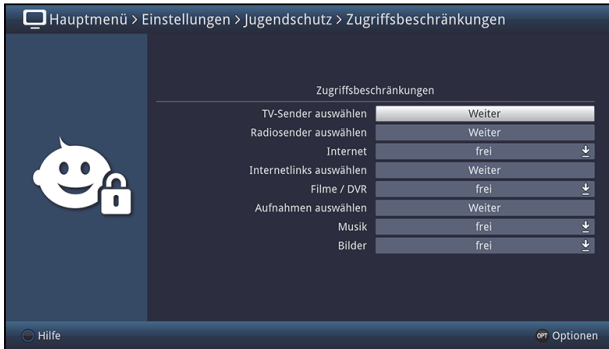 Hauptmenü > Einstellungen > Jugendschutz > Zugriffsbeschränkungen
Zugriffsbeschränkungen
TV-Sender auswählen Weiter
Radiosender auswählen Weiter
Internet frei
Internetlinks auswählen Weiter
Filme / DVR frei
Aufnahmen auswählen Weiter
Musik frei
Bilder frei
Hilfe OPT Optionen